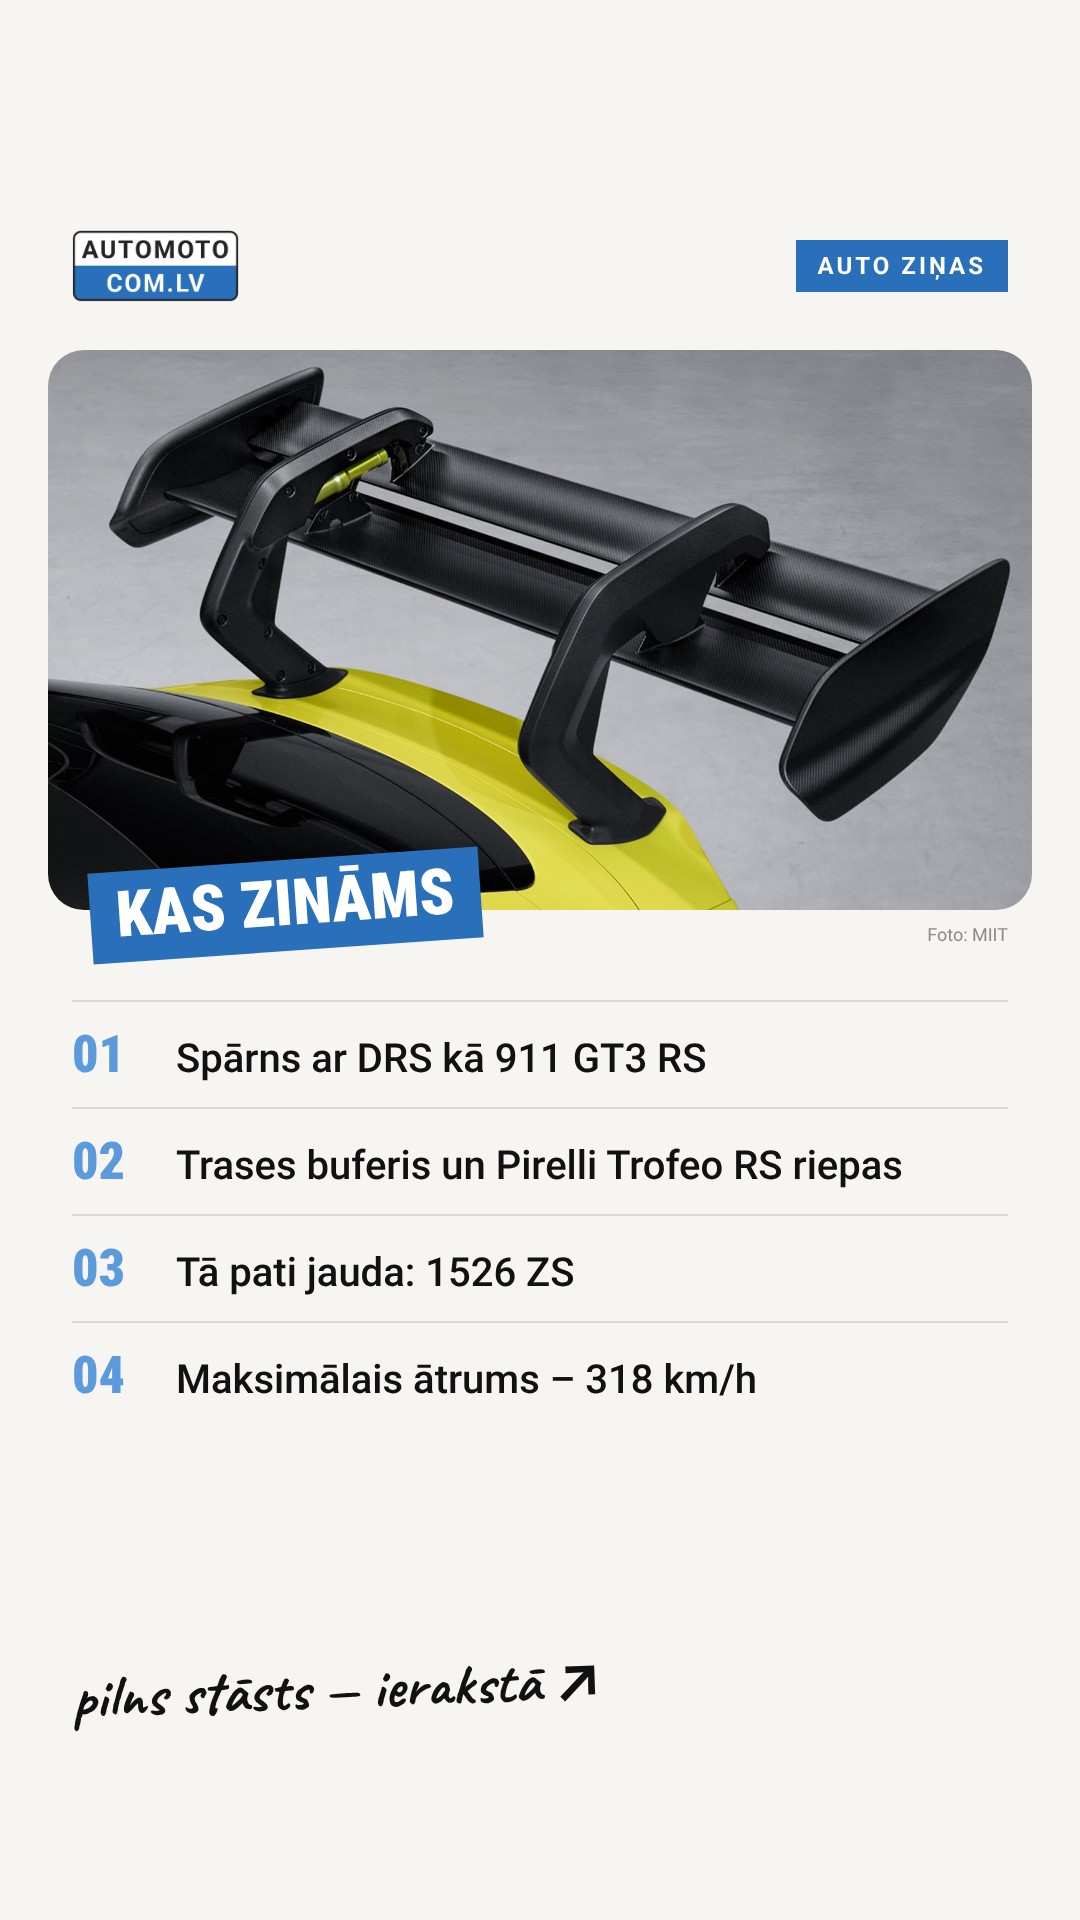 AUTOMOTO
COM.LV
AUTO ZIŅAS
KAS ZINĀMS
Foto: MIIT
01 Spārns ar DRS kā 911 GT3 RS
02 Trases buferis un Pirelli Trofeo RS riepas
03 Tā pati jauda: 1526 ZS
04 Maksimālais ātrums – 318 km/h
pilns stāsts – ierakstā ↗